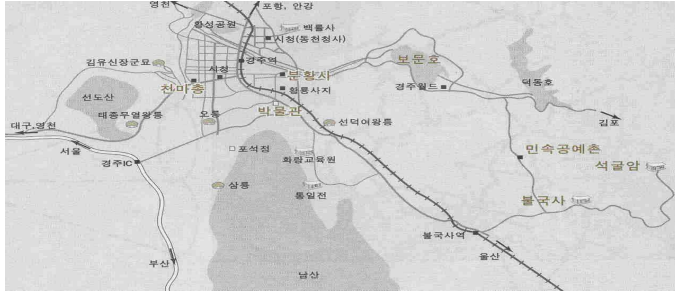 영천
포항, 안강
황성공원
백률사
시청(동천청사)
김유신장군묘
경주역
시청
분황사
천마총
황룡사지
보문호
경주월드
덕동호
선도산
태종무열왕릉
오릉
박물관
선덕여왕릉
감포
대구,영천
서울
경주IC
포석정
화랑교육원
민속공예촌
석굴암
삼릉
통일전
불국사
불국사역
울산
부산
남산